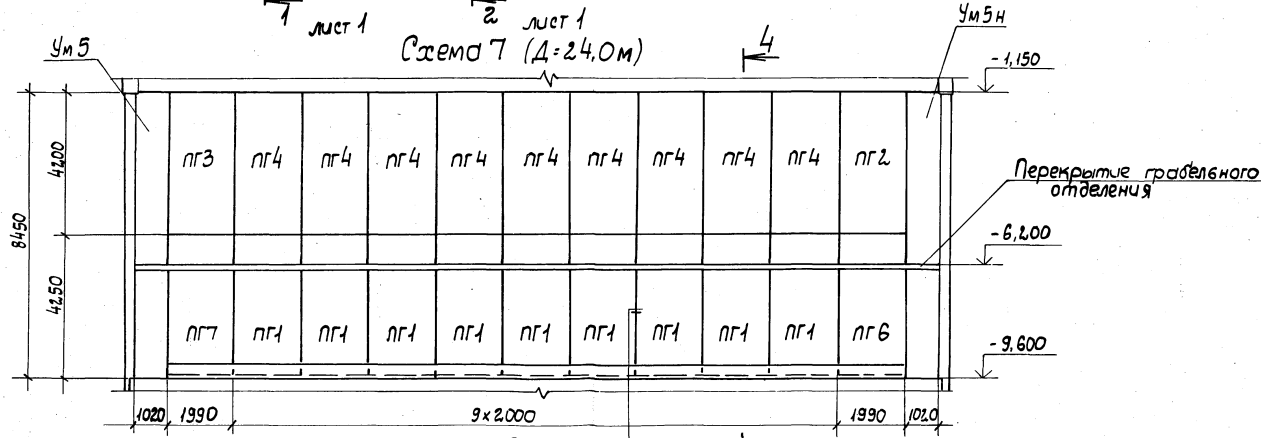 1 лист 1
2 лист 1
Схема 7 (Д=24,0м)
4
Ум5
Ум5н
-1,150
ПГ3 ПГ4 ПГ4 ПГ4 ПГ4 ПГ4 ПГ4 ПГ4 ПГ4 ПГ4 ПГ2
4200
Перекрытие грабельного
отделения
8450
-6,200
4250
ПГ7 ПГ1 ПГ1 ПГ1 ПГ1 ПГ1 ПГ1 ПГ1 ПГ1 ПГ1 ПГ6
-9,600
1020 1990 9×2000 1990 1020